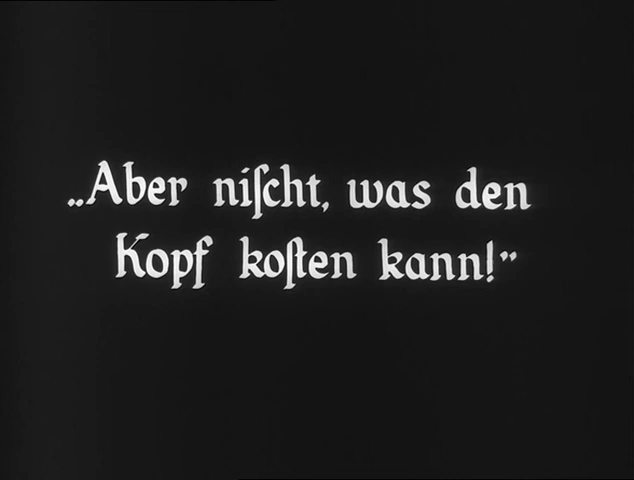 „Aber niſcht, was den
Kopf koſten kann!”